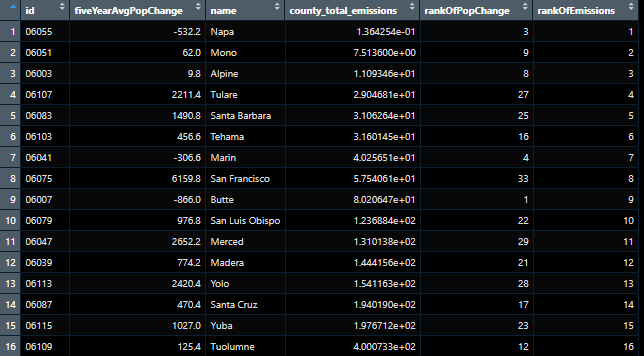 id fiveYearAvgPopChange name county_total_emissions rankOfPopChange rankOfEmissions
1 06055 -532.2 Napa 1.364254e-01 3 1
2 06051 62.0 Mono 7.513600e+00 9 2
3 06003 9.8 Alpine 1.109346e+01 8 3
4 06107 2211.4 Tulare 2.904681e+01 27 4
5 06083 1490.8 Santa Barbara 3.106264e+01 25 5
6 06103 456.6 Tehama 3.160145e+01 16 6
7 06041 -306.6 Marin 4.025651e+01 4 7
8 06075 6159.8 San Francisco 5.754061e+01 33 8
9 06007 -866.0 Butte 8.020647e+01 1 9
10 06079 976.8 San Luis Obispo 1.236884e+02 22 10
11 06047 2652.2 Merced 1.310138e+02 29 11
12 06039 774.2 Madera 1.444156e+02 21 12
13 06113 2420.4 Yolo 1.541163e+02 28 13
14 06087 470.4 Santa Cruz 1.940190e+02 17 14
15 06115 1027.0 Yuba 1.976712e+02 23 15
16 06109 125.4 Tuolumne 4.000733e+02 12 16